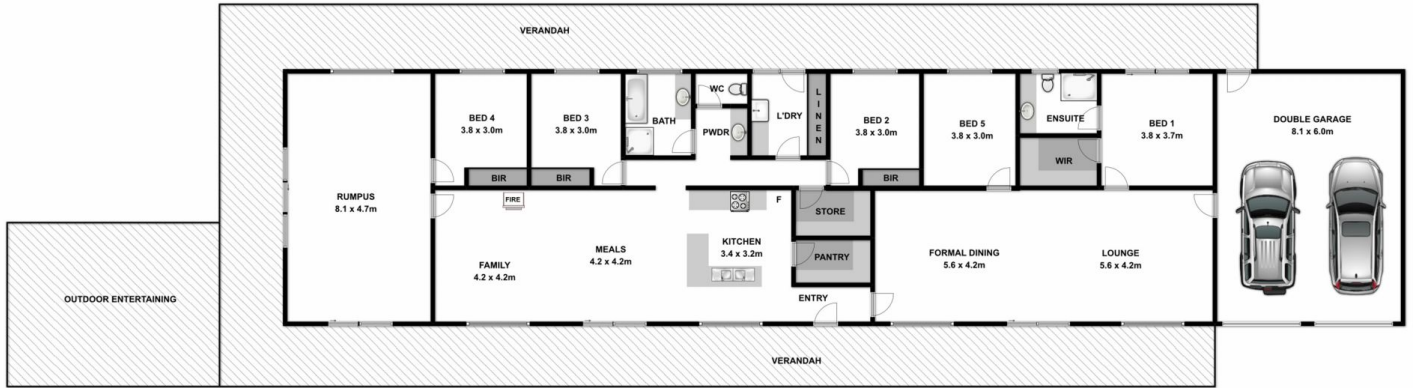 VERANDAH
BED 4
3.8 x 3.0m
BIR
BED 3
3.8 x 3.0m
BIR
BATH
WC
PWDR
L'DRY
LINEN
BED 2
3.8 x 3.0m
BIR
BED 5
3.8 x 3.0m
ENSUITE
WIR
BED 1
3.8 x 3.7m
DOUBLE GARAGE
8.1 x 6.0m
RUMPUS
8.1 x 4.7m
FIRE
FAMILY
4.2 x 4.2m
MEALS
4.2 x 4.2m
F
KITCHEN
3.4 x 3.2m
STORE
PANTRY
ENTRY
FORMAL DINING
5.6 x 4.2m
LOUNGE
5.6 x 4.2m
OUTDOOR ENTERTAINING
VERANDAH